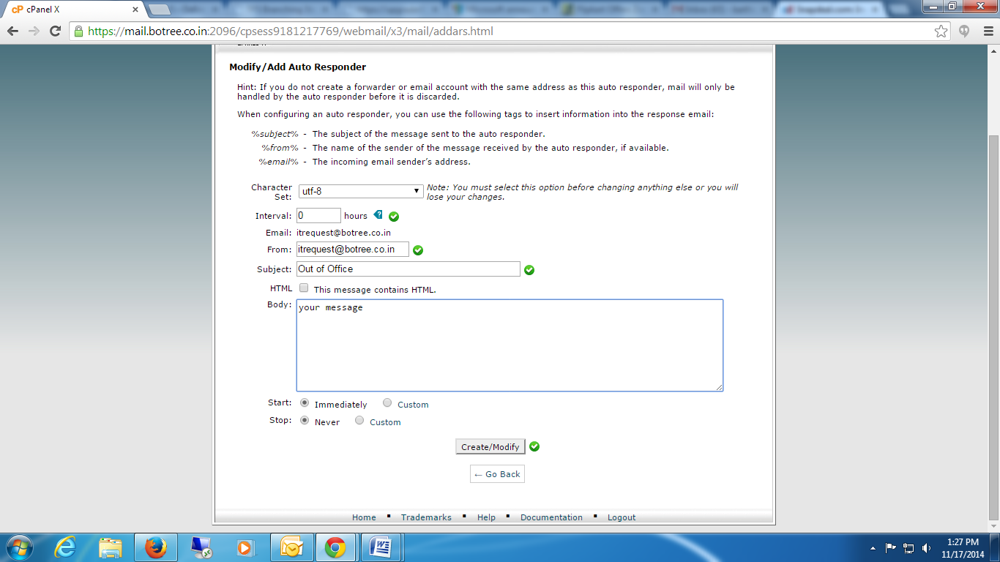 cPanel X
https://mail.botree.co.in:2096/cpsess9181217769/webmail/x3/mail/addars.html
Modify/Add Auto Responder
Hint: If you do not create a forwarder or email account with the same address as this auto responder, mail will only be
handled by the auto responder before it is discarded.
When configuring an auto responder, you can use the following tags to insert information into the response email:
%subject% - The subject of the message sent to the auto responder.
%from% - The name of the sender of the message received by the auto responder, if available.
%email% - The incoming email sender's address.
Character Set: utf-8 Note: You must select this option before changing anything else or you will
lose your changes.
Interval: 0 hours
Email: itrequest@botree.co.in
From: itrequest@botree.co.in
Subject: Out of Office
HTML This message contains HTML.
Body: your message
Start: Immediately Custom
Stop: Never Custom
Create/Modify
← Go Back
Home ▪ Trademarks ▪ Help ▪ Documentation ▪ Logout
1:27 PM
11/17/2014